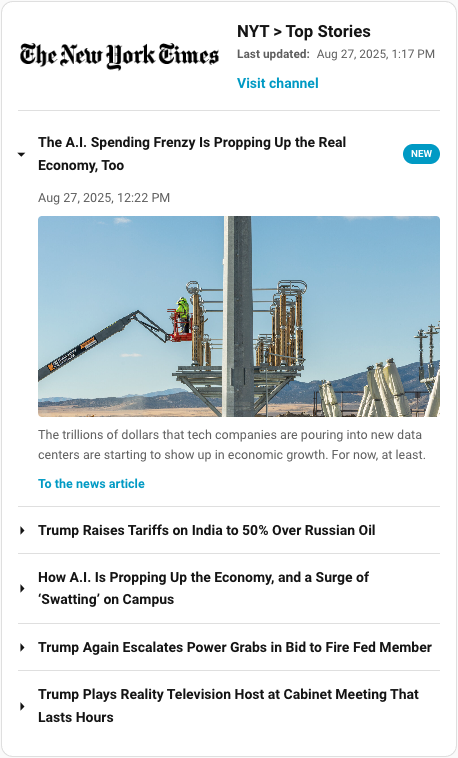 The New York Times
NYT > Top Stories
Last updated: Aug 27, 2025, 1:17 PM
Visit channel
The A.I. Spending Frenzy Is Propping Up the Real
Economy, Too
NEW
Aug 27, 2025, 12:22 PM
The trillions of dollars that tech companies are pouring into new data
centers are starting to show up in economic growth. For now, at least.
To the news article
Trump Raises Tariffs on India to 50% Over Russian Oil
How A.I. Is Propping Up the Economy, and a Surge of
‘Swatting’ on Campus
Trump Again Escalates Power Grabs in Bid to Fire Fed Member
Trump Plays Reality Television Host at Cabinet Meeting That
Lasts Hours